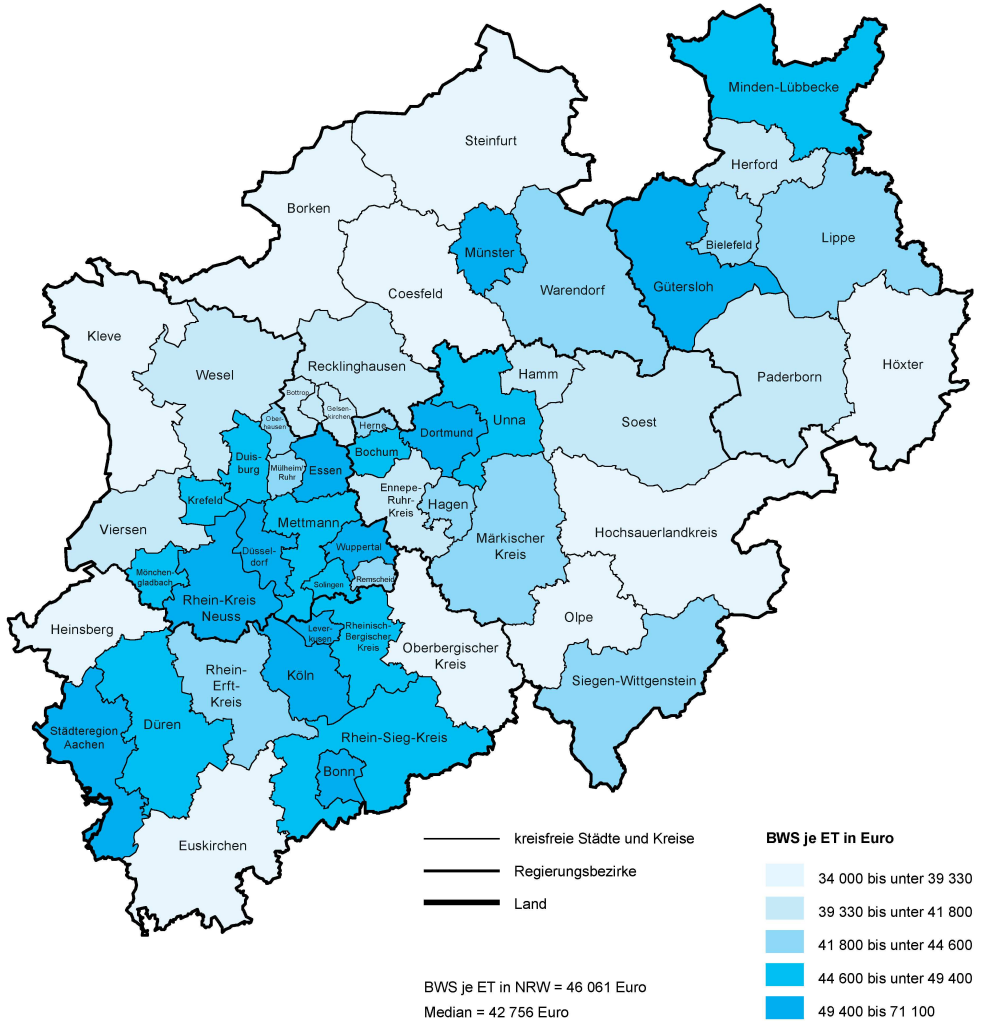 Minden-Lübbecke
Steinfurt
Herford
Borken
Münster
Bielefeld
Lippe
Coesfeld
Warendorf
Gütersloh
Kleve
Recklinghausen
Wesel
Hamm
Paderborn
Höxter
Bottrop
Gelsen-
kirchen
Ober-
hausen
Herne
Dortmund
Unna
Soest
Duis-
burg
Essen
Bochum
Mülheim/
Ruhr
Krefeld
Ennepe-
Ruhr-
Kreis
Hagen
Viersen
Mettmann
Märkischer
Kreis
Hochsauerlandkreis
Düssel-
dorf
Wuppertal
Mönchen-
gladbach
Solingen
Remscheid
Rhein-Kreis
Neuss
Heinsberg
Olpe
Lever-
kusen
Rheinisch-
Bergischer
Kreis
Oberbergischer
Kreis
Rhein-
Erft-
Kreis
Köln
Siegen-Wittgenstein
Städteregion
Aachen
Düren
Rhein-Sieg-Kreis
Bonn
Euskirchen
kreisfreie Städte und Kreise
Regierungsbezirke
Land
BWS je ET in NRW = 46 061 Euro
Median = 42 756 Euro
BWS je ET in Euro
34 000 bis unter 39 330
39 330 bis unter 41 800
41 800 bis unter 44 600
44 600 bis unter 49 400
49 400 bis 71 100